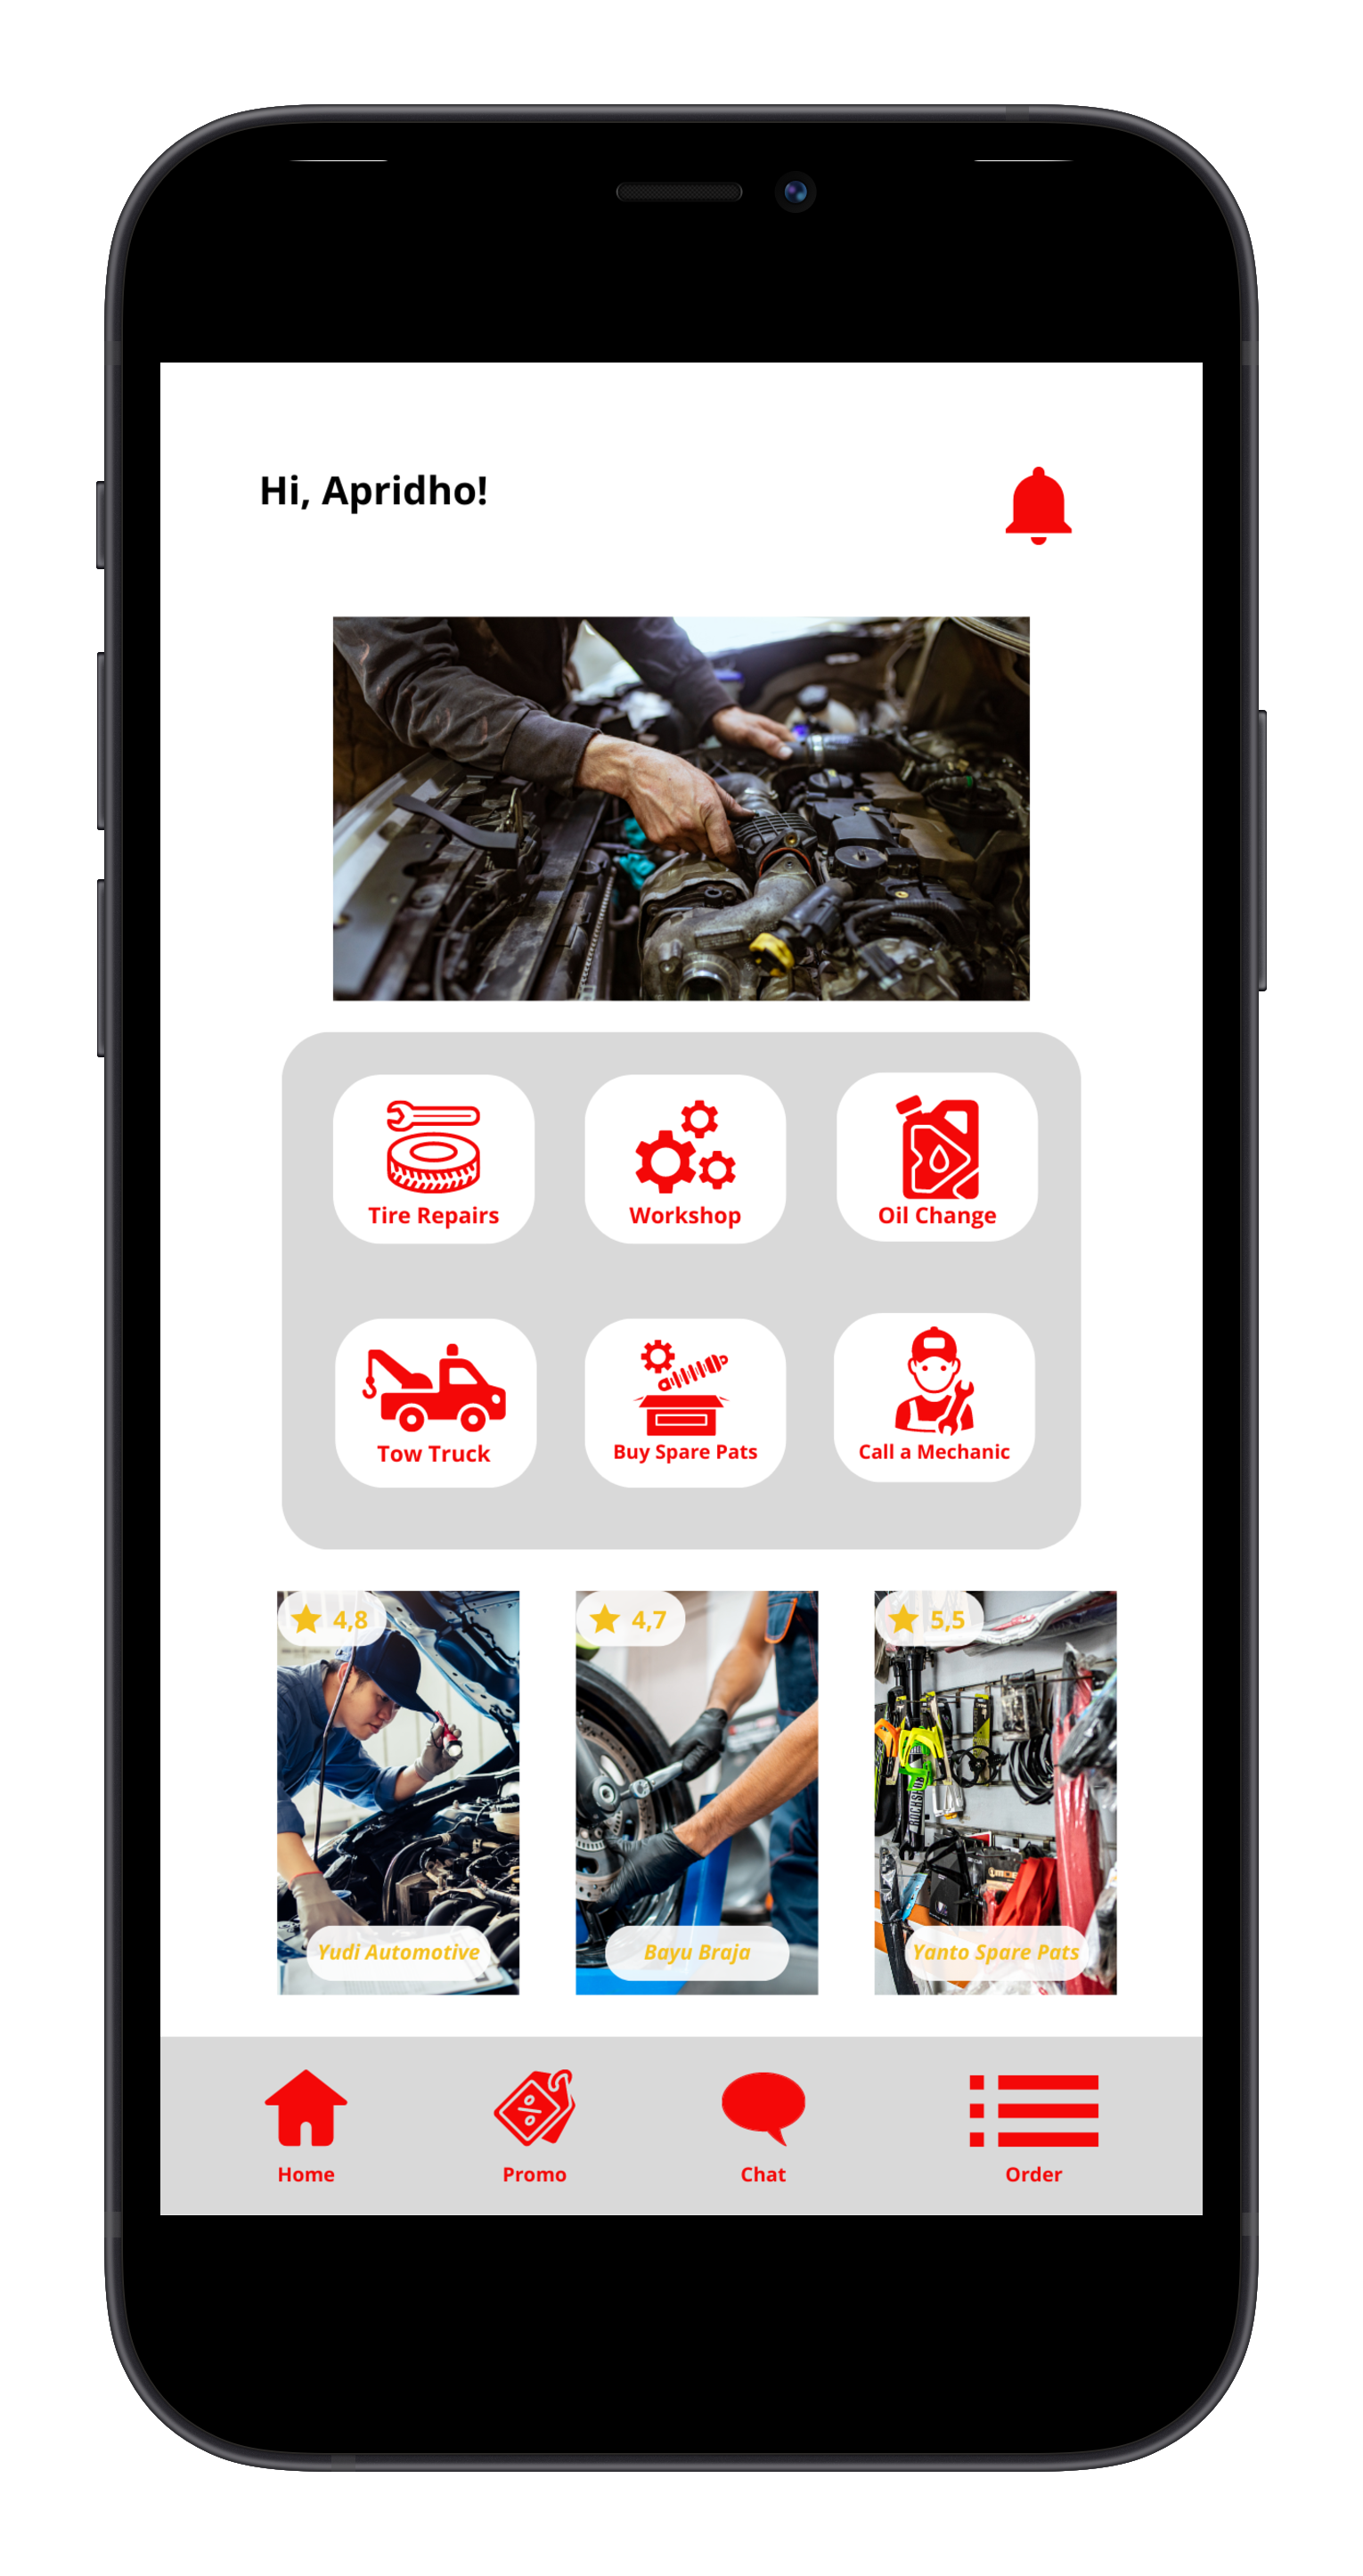 Hi, Apridho!
Tire Repairs
Workshop
Oil Change
Tow Truck
Buy Spare Pats
Call a Mechanic
4,8
4,7
5,5
ROCKSPO
Yudi Automotive
Bayu Braja
Yanto Spare Pats
Home
Promo
Chat
Order